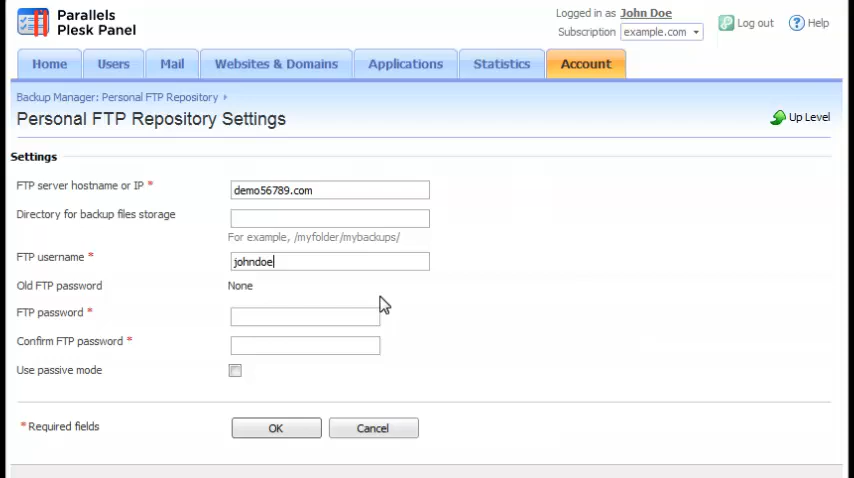 Parallels
Plesk Panel
Logged in as John Doe
Subscription example.com
Log out
Help
Home Users Mail Websites & Domains Applications Statistics Account
Backup Manager: Personal FTP Repository
Personal FTP Repository Settings
Up Level
Settings
FTP server hostname or IP * demo56789.com
Directory for backup files storage
For example, /myfolder/mybackups/
FTP username * johndoe
Old FTP password None
FTP password *
Confirm FTP password *
Use passive mode
* Required fields OK Cancel